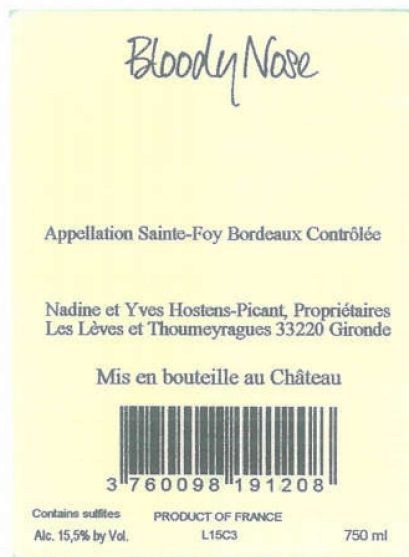 Bloody Nose
Appellation Sainte-Foy Bordeaux Contrôlée
Nadine et Yves Hostens-Picant, Propriétaires
Les Lèves et Thoumeyragues 33220 Gironde
Mis en bouteille au Château
3 760098 191208
Contains sulfites PRODUCT OF FRANCE
Alc. 15,5% by Vol. L15C3 750 ml